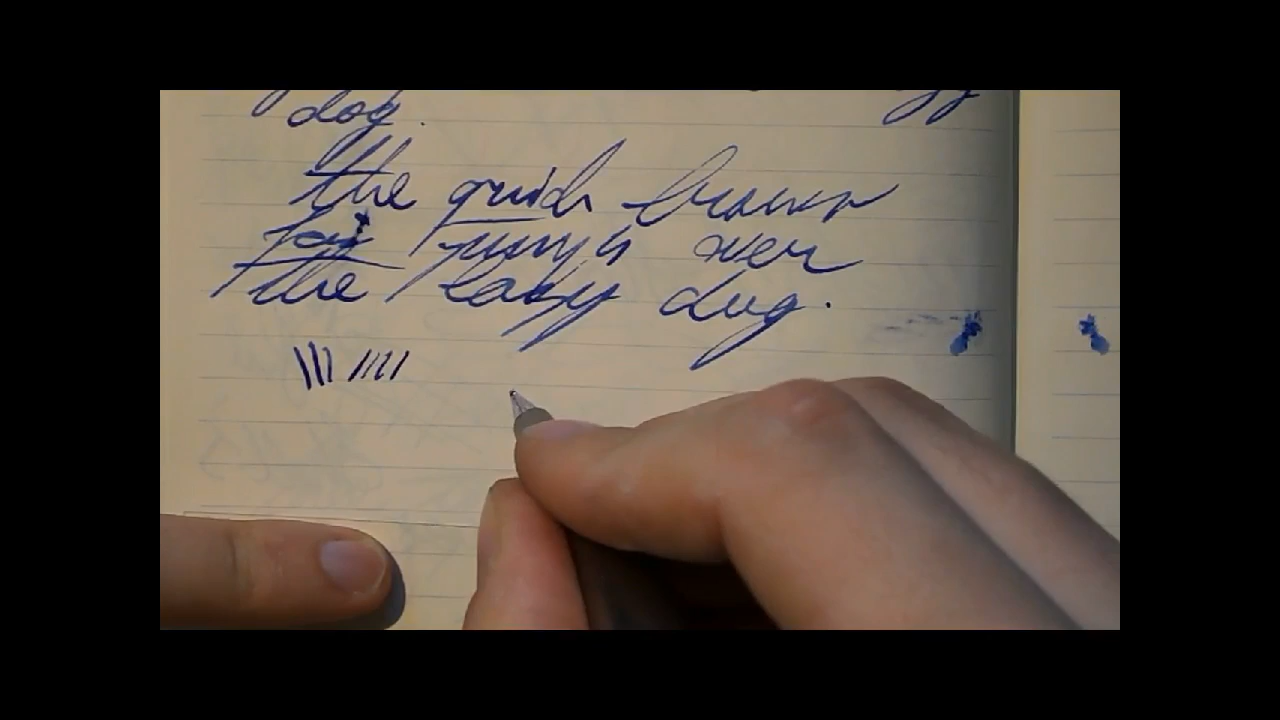 dog.
the quick brown
fox jumps over
the lazy dog.